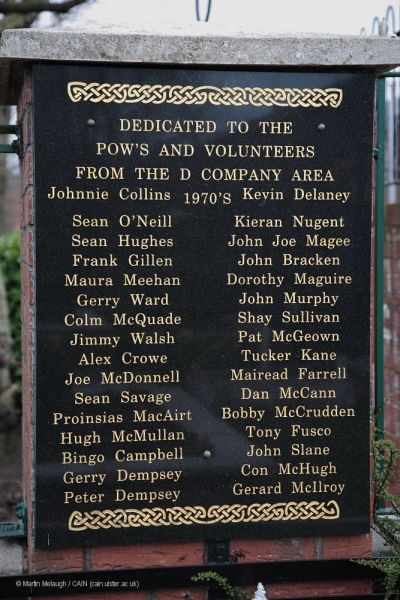 DEDICATED TO THE
POW'S AND VOLUNTEERS
FROM THE D COMPANY AREA
Johnnie Collins 1970'S Kevin Delaney
Sean O'Neill Kieran Nugent
Sean Hughes John Joe Magee
Frank Gillen John Bracken
Maura Meehan Dorothy Maguire
Gerry Ward John Murphy
Colm McQuade Shay Sullivan
Jimmy Walsh Pat McGeown
Alex Crowe Tucker Kane
Joe McDonnell Mairead Farrell
Sean Savage Dan McCann
Proinsias MacAirt Bobby McCrudden
Hugh McMullan Tony Fusco
Bingo Campbell John Slane
Gerry Dempsey Con McHugh
Peter Dempsey Gerard McIlroy
© Martin Melaugh / CAIN (cain.ulster.ac.uk)